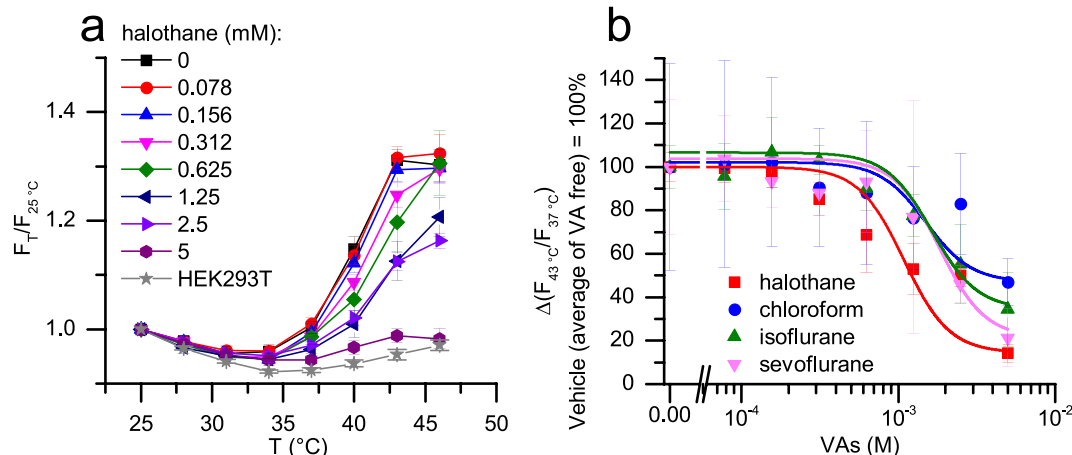 a
halothane (mM):
0
0.078
0.156
0.312
0.625
1.25
2.5
5
HEK293T
F_T/F_25 °C
1.4
1.2
1.0
25 30 35 40 45 50
T (°C)
b
Δ(F_43 °C/F_37 °C)
Vehicle (average of VA free) = 100%
140
120
100
80
60
40
20
0
halothane
chloroform
isoflurane
sevoflurane
0.00 10^-4 10^-3 10^-2
VAs (M)